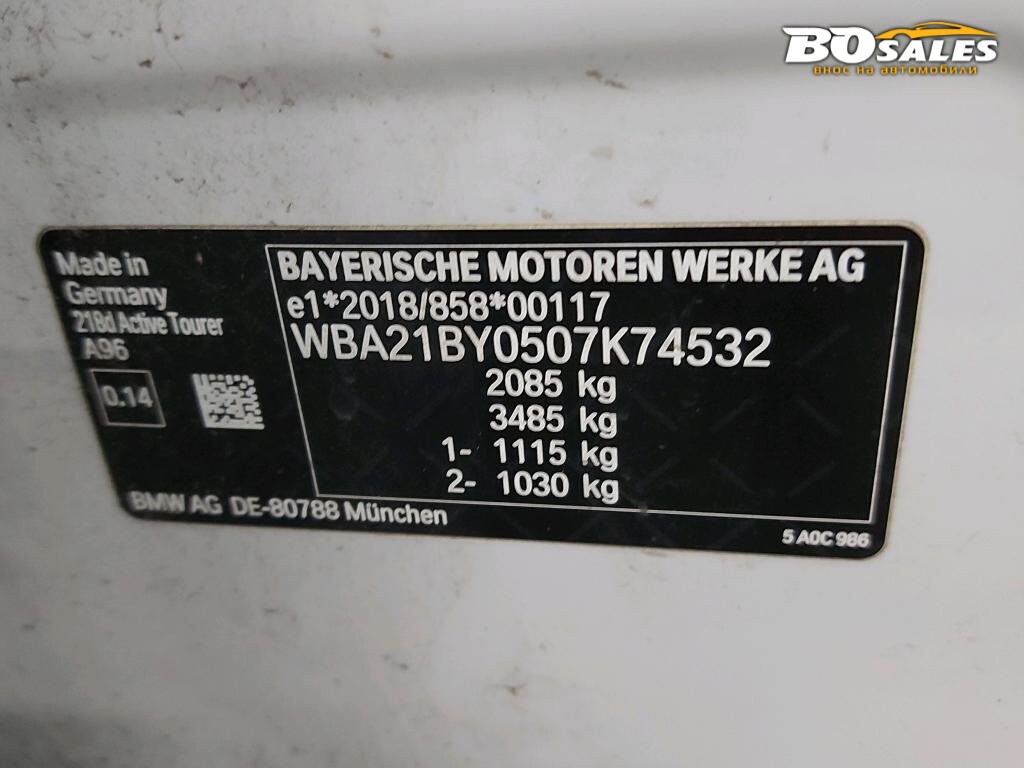 BOSALES
внос на автомобили
Made in
Germany
218d Active Tourer
A96
0.14
BAYERISCHE MOTOREN WERKE AG
e1*2018/858*00117
WBA21BY0507K74532
2085 kg
3485 kg
1- 1115 kg
2- 1030 kg
BMW AG DE-80788 München
5 A0C 986